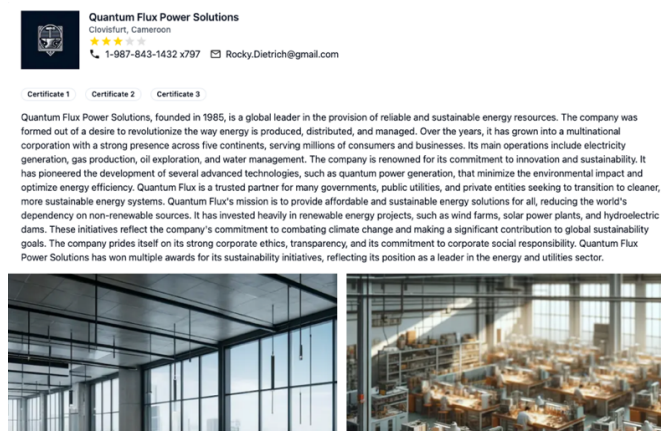 Quantum Flux Power Solutions
Clovisfurt, Cameroon
1-987-843-1432 x797 Rocky.Dietrich@gmail.com
Certificate 1 Certificate 2 Certificate 3
Quantum Flux Power Solutions, founded in 1985, is a global leader in the provision of reliable and sustainable energy resources. The company was
formed out of a desire to revolutionize the way energy is produced, distributed, and managed. Over the years, it has grown into a multinational
corporation with a strong presence across five continents, serving millions of consumers and businesses. Its main operations include electricity
generation, gas production, oil exploration, and water management. The company is renowned for its commitment to innovation and sustainability. It
has pioneered the development of several advanced technologies, such as quantum power generation, that minimize the environmental impact and
optimize energy efficiency. Quantum Flux is a trusted partner for many governments, public utilities, and private entities seeking to transition to cleaner,
more sustainable energy systems. Quantum Flux's mission is to provide affordable and sustainable energy solutions for all, reducing the world's
dependency on non-renewable sources. It has invested heavily in renewable energy projects, such as wind farms, solar power plants, and hydroelectric
dams. These initiatives reflect the company's commitment to combating climate change and making a significant contribution to global sustainability
goals. The company prides itself on its strong corporate ethics, transparency, and its commitment to corporate social responsibility. Quantum Flux
Power Solutions has won multiple awards for its sustainability initiatives, reflecting its position as a leader in the energy and utilities sector.